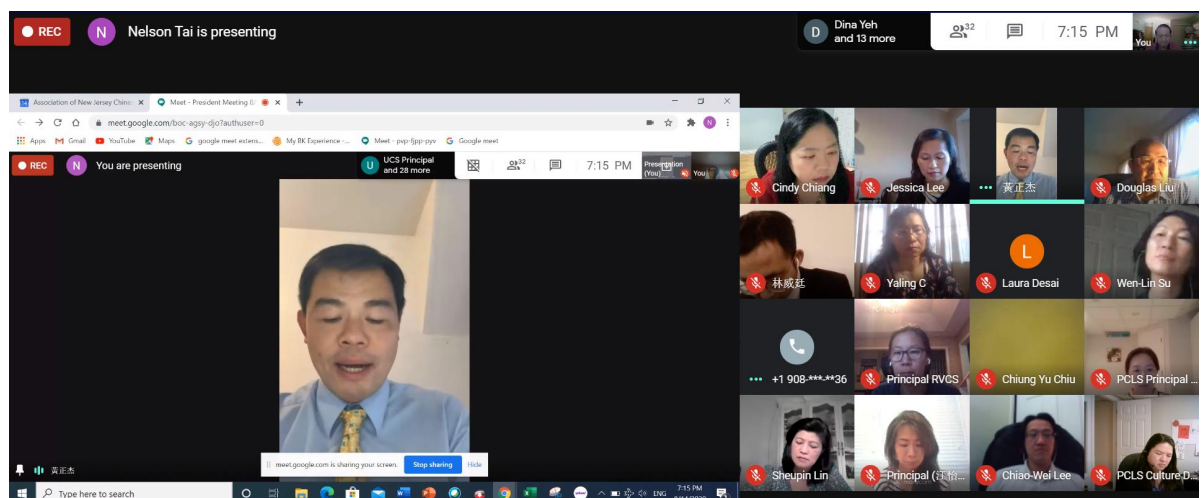 REC
N
Nelson Tai is presenting
D
Dina Yeh
and 13 more
32
7:15 PM
You
Association of New Jersey Chine
Meet - President Meeting 6/
meet.google.com/boc-agsy-djo?authuser=0
N
Apps
Gmail
YouTube
Maps
google meet extens...
My BK Experience -...
Meet - pvp-fjpp-pyv
Google meet
REC
N
You are presenting
U
UCS Principal
and 28 more
32
7:15 PM
Presentation
(You)
You
黃正杰
meet.google.com is sharing your screen.
Stop sharing
Hide
Type here to search
ENG
7:15 PM
Cindy Chiang
Jessica Lee
黃正杰
Douglas Liu
林威廷
Yaling C
L
Laura Desai
Wen-Lin Su
+1 908-***-**36
Principal RVCS
Chiung Yu Chiu
PCLS Principal ...
Sheupin Lin
Principal (汪怡...
Chiao-Wei Lee
PCLS Culture D...